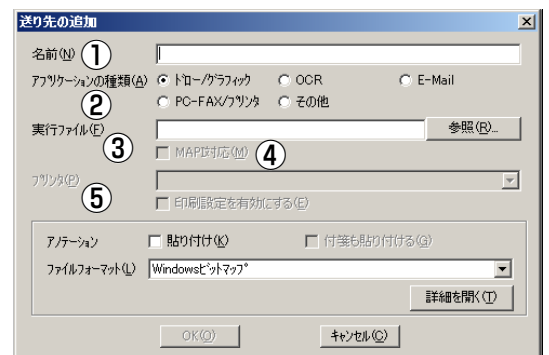 送り先の追加
名前(N) ①
アプリケーションの種類(A) ドロー/グラフィック OCR E-Mail
② PC-FAX/プリンタ その他
実行ファイル(F) 参照(R)...
③ MAPI対応(M) ④
プリンタ(P)
⑤ 印刷設定を有効にする(E)
アノテーション 貼り付け(K) 付箋も貼り付ける(G)
ファイルフォーマット(L) Windowsビットマップ
詳細を開く(T)
OK(O) キャンセル(C)